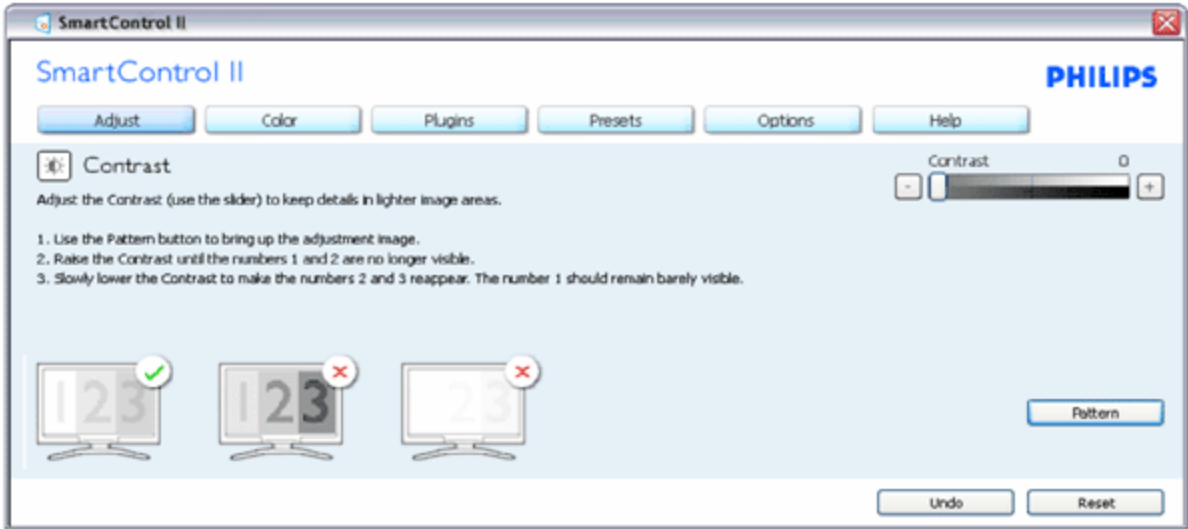 SmartControl II
SmartControl II
PHILIPS
Adjust Color Plugins Presets Options Help
Contrast
Contrast 0
- +
Adjust the Contrast (use the slider) to keep details in lighter image areas.
1. Use the Pattern button to bring up the adjustment image.
2. Raise the Contrast until the numbers 1 and 2 are no longer visible.
3. Slowly lower the Contrast to make the numbers 2 and 3 reappear. The number 1 should remain barely visible.
123 123 23
Pattern
Undo Reset